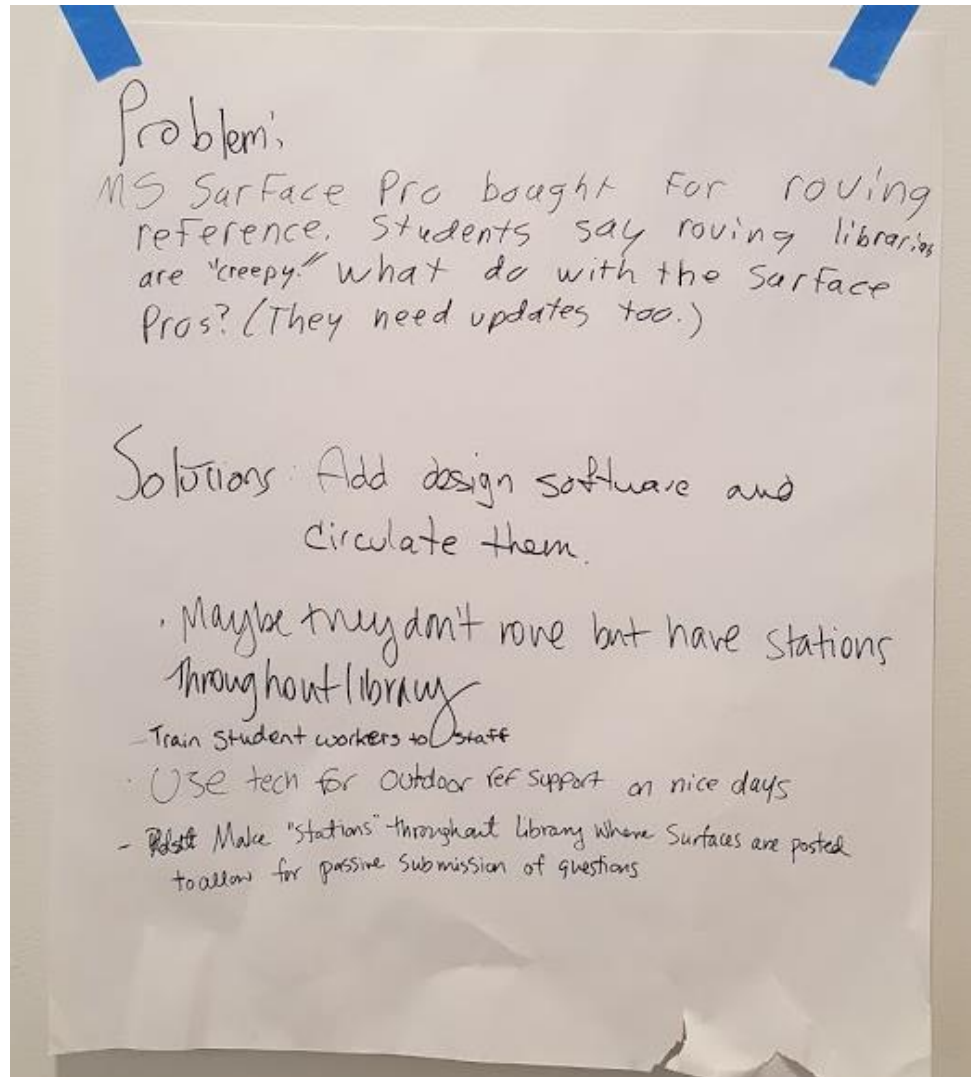 Problem:
MS Surface Pro bought for roving
reference. Students say roving libraries
are "creepy." What do with the Surface
Pros? (They need updates too.)
Solutions: Add design software and
circulate them.
· Maybe they don't rove but have stations
throughout library
- Train student workers to staff
· Use tech for outdoor ref support on nice days
- Make "stations" throughout library where Surfaces are posted
to allow for passive submission of questions